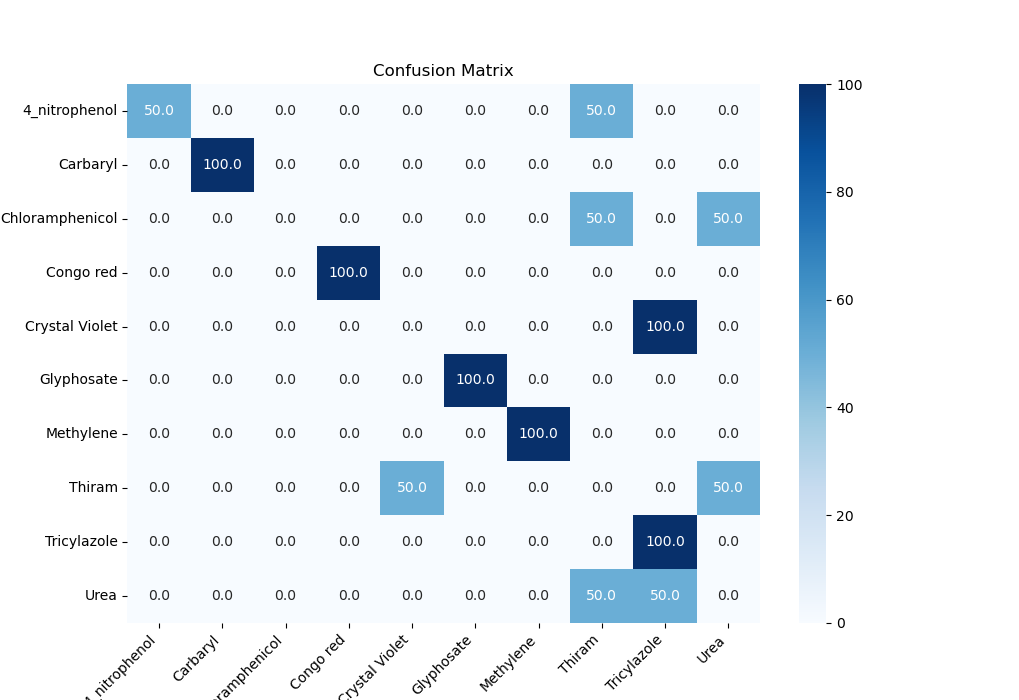 Confusion Matrix
4_nitrophenol 50.0 0.0 0.0 0.0 0.0 0.0 0.0 50.0 0.0 0.0
Carbaryl 0.0 100.0 0.0 0.0 0.0 0.0 0.0 0.0 0.0 0.0
Chloramphenicol 0.0 0.0 0.0 0.0 0.0 0.0 0.0 50.0 0.0 50.0
Congo red 0.0 0.0 0.0 100.0 0.0 0.0 0.0 0.0 0.0 0.0
Crystal Violet 0.0 0.0 0.0 0.0 0.0 0.0 0.0 0.0 100.0 0.0
Glyphosate 0.0 0.0 0.0 0.0 0.0 100.0 0.0 0.0 0.0 0.0
Methylene 0.0 0.0 0.0 0.0 0.0 0.0 100.0 0.0 0.0 0.0
Thiram 0.0 0.0 0.0 0.0 50.0 0.0 0.0 0.0 0.0 50.0
Tricylazole 0.0 0.0 0.0 0.0 0.0 0.0 0.0 0.0 100.0 0.0
Urea 0.0 0.0 0.0 0.0 0.0 0.0 0.0 50.0 50.0 0.0
4_nitrophenol Carbaryl ramphenicol Congo red Crystal Violet Glyphosate Methylene Thiram Tricylazole Urea
100
80
60
40
20
0